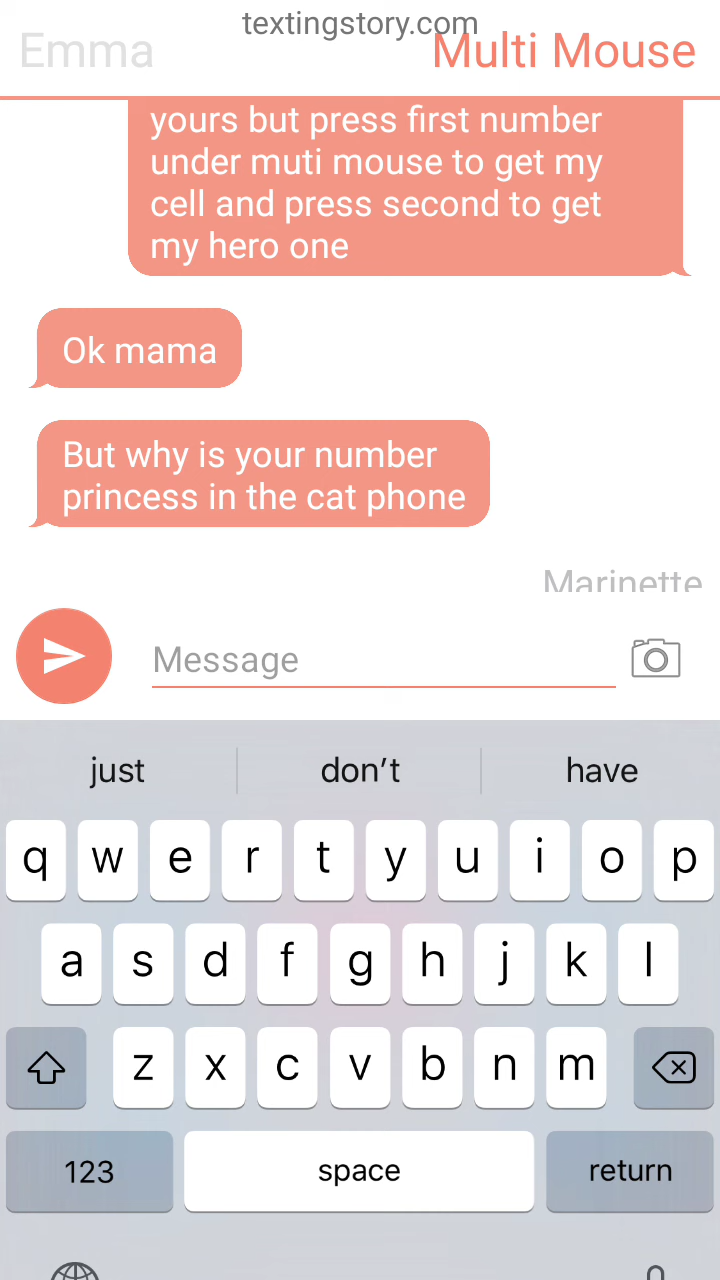 textingstory.com
Emma
Multi Mouse
yours but press first number
under muti mouse to get my
cell and press second to get
my hero one
Ok mama
But why is your number
princess in the cat phone
Marinette
Message
just
don't
have
q w e r t y u i o p
a s d f g h j k l
z x c v b n m
123
space
return